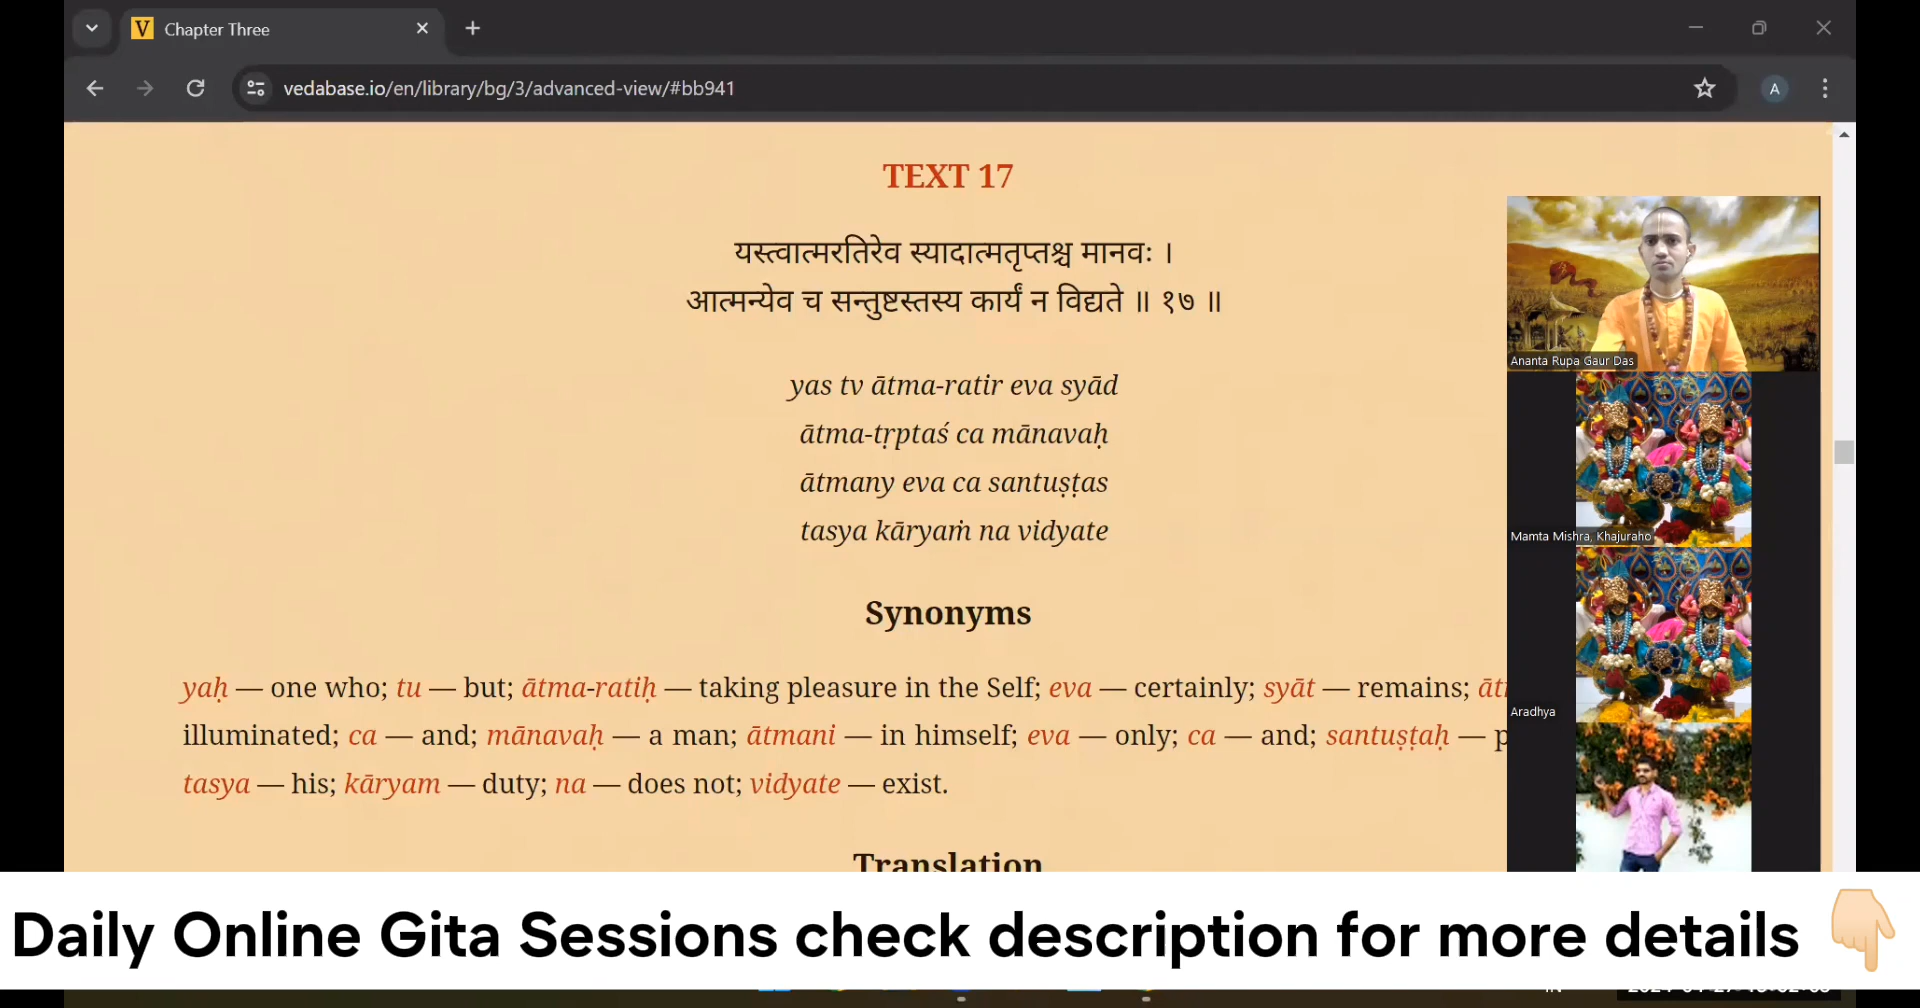 Chapter Three
vedabase.io/en/library/bg/3/advanced-view/#bb941
A
TEXT 17
यस्त्वात्मरतिरेव स्यादात्मतृप्तश्च मानवः ।
आत्मन्येव च सन्तुष्टस्तस्य कार्यं न विद्यते ॥ १७ ॥
yas tv ātma-ratir eva syād
ātma-tṛptaś ca mānavaḥ
ātmany eva ca santuṣṭas
tasya kāryaṁ na vidyate
Synonyms
yaḥ — one who; tu — but; ātma-ratiḥ — taking pleasure in the Self; eva — certainly; syāt — remains;
illuminated; ca — and; mānavaḥ — a man; ātmani — in himself; eva — only; ca — and; santuṣṭaḥ —
tasya — his; kāryam — duty; na — does not; vidyate — exist.
Translation
Ananta Rupa Gaur Das
Mamta Mishra, Khajuraho
Aradhya
Daily Online Gita Sessions check description for more details